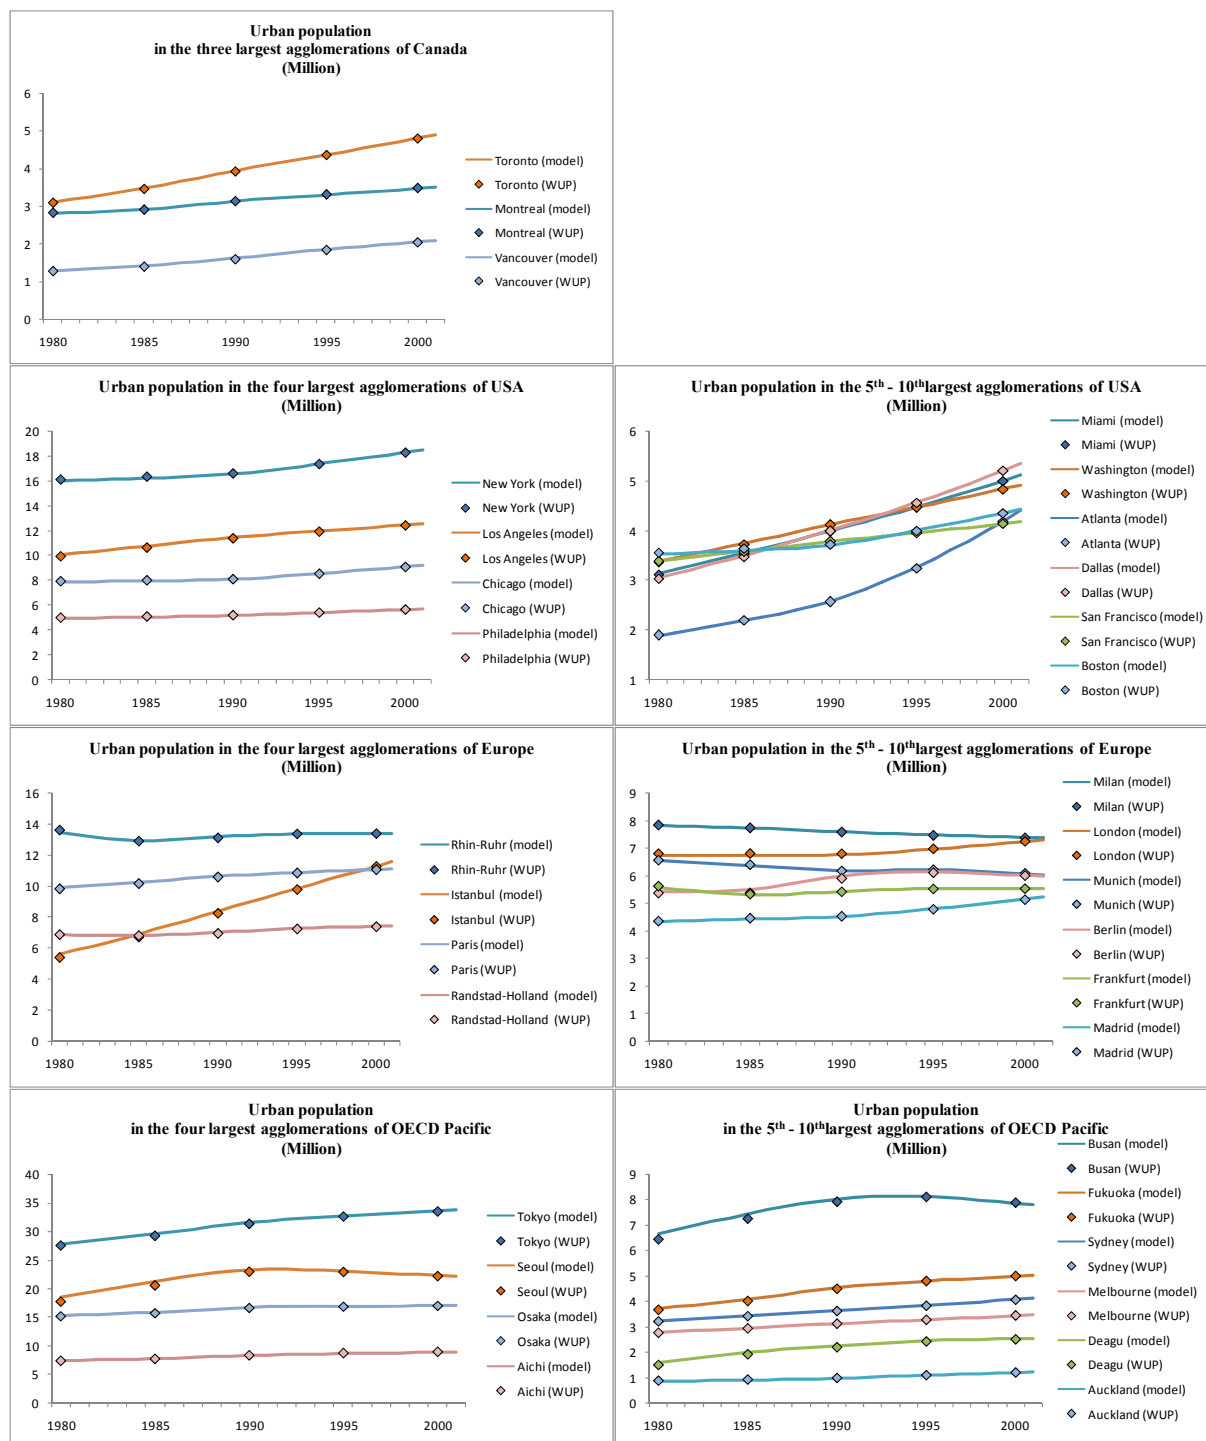 Urban population
in the three largest agglomerations of Canada
(Million)
6
5
4
3
2
1
0
1980 1985 1990 1995 2000
Toronto (model)
Toronto (WUP)
Montreal (model)
Montreal (WUP)
Vancouver (model)
Vancouver (WUP)
Urban population in the four largest agglomerations of USA
(Million)
20
18
16
14
12
10
8
6
4
2
0
1980 1985 1990 1995 2000
New York (model)
New York (WUP)
Los Angeles (model)
Los Angeles (WUP)
Chicago (model)
Chicago (WUP)
Philadelphia (model)
Philadelphia (WUP)
Urban population in the 5th - 10thlargest agglomerations of USA
(Million)
6
5
4
3
2
1
1980 1985 1990 1995 2000
Miami (model)
Miami (WUP)
Washington (model)
Washington (WUP)
Atlanta (model)
Atlanta (WUP)
Dallas (model)
Dallas (WUP)
San Francisco (model)
San Francisco (WUP)
Boston (model)
Boston (WUP)
Urban population in the four largest agglomerations of Europe
(Million)
16
14
12
10
8
6
4
2
0
1980 1985 1990 1995 2000
Rhin-Ruhr (model)
Rhin-Ruhr (WUP)
Istanbul (model)
Istanbul (WUP)
Paris (model)
Paris (WUP)
Randstad-Holland (model)
Randstad-Holland (WUP)
Urban population in the 5th - 10thlargest agglomerations of Europe
(Million)
9
8
7
6
5
4
3
2
1
0
1980 1985 1990 1995 2000
Milan (model)
Milan (WUP)
London (model)
London (WUP)
Munich (model)
Munich (WUP)
Berlin (model)
Berlin (WUP)
Frankfurt (model)
Frankfurt (WUP)
Madrid (model)
Madrid (WUP)
Urban population
in the four largest agglomerations of OECD Pacific
(Million)
40
35
30
25
20
15
10
5
0
1980 1985 1990 1995 2000
Tokyo (model)
Tokyo (WUP)
Seoul (model)
Seoul (WUP)
Osaka (model)
Osaka (WUP)
Aichi (model)
Aichi (WUP)
Urban population
in the 5th - 10thlargest agglomerations of OECD Pacific
(Million)
9
8
7
6
5
4
3
2
1
0
1980 1985 1990 1995 2000
Busan (model)
Busan (WUP)
Fukuoka (model)
Fukuoka (WUP)
Sydney (model)
Sydney (WUP)
Melbourne (model)
Melbourne (WUP)
Deagu (model)
Deagu (WUP)
Auckland (model)
Auckland (WUP)